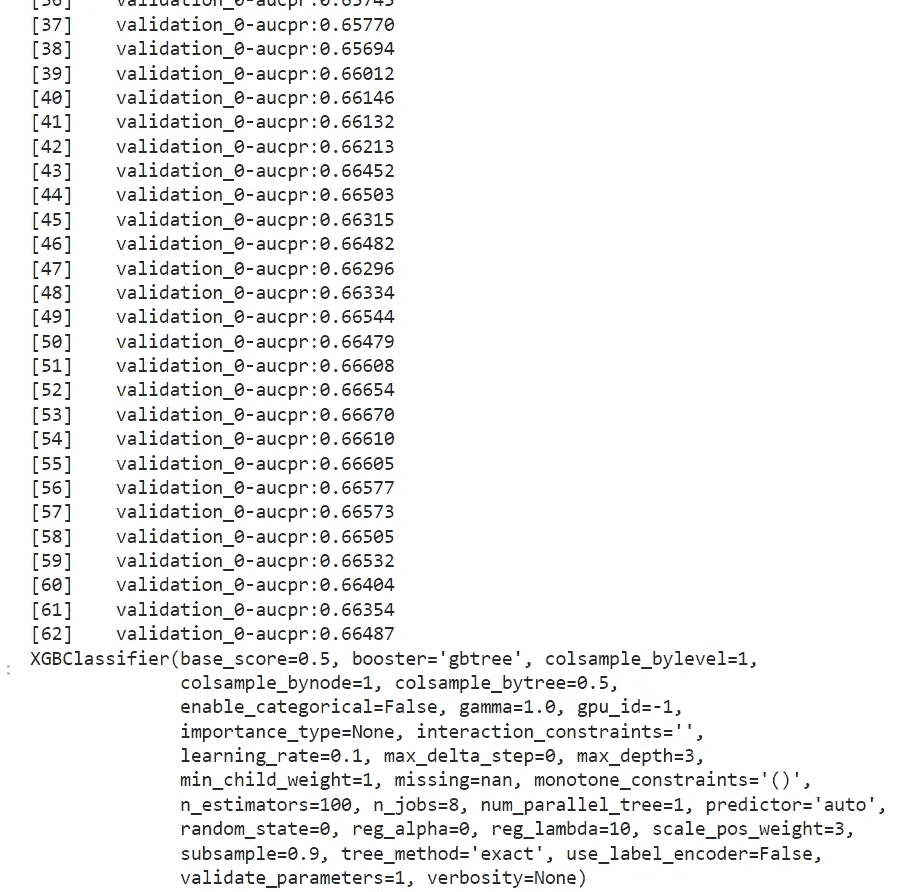 [36]    validation_0-aucpr:0.65745
[37]    validation_0-aucpr:0.65770
[38]    validation_0-aucpr:0.65694
[39]    validation_0-aucpr:0.66012
[40]    validation_0-aucpr:0.66146
[41]    validation_0-aucpr:0.66132
[42]    validation_0-aucpr:0.66213
[43]    validation_0-aucpr:0.66452
[44]    validation_0-aucpr:0.66503
[45]    validation_0-aucpr:0.66315
[46]    validation_0-aucpr:0.66482
[47]    validation_0-aucpr:0.66296
[48]    validation_0-aucpr:0.66334
[49]    validation_0-aucpr:0.66544
[50]    validation_0-aucpr:0.66479
[51]    validation_0-aucpr:0.66608
[52]    validation_0-aucpr:0.66654
[53]    validation_0-aucpr:0.66670
[54]    validation_0-aucpr:0.66610
[55]    validation_0-aucpr:0.66605
[56]    validation_0-aucpr:0.66577
[57]    validation_0-aucpr:0.66573
[58]    validation_0-aucpr:0.66505
[59]    validation_0-aucpr:0.66532
[60]    validation_0-aucpr:0.66404
[61]    validation_0-aucpr:0.66354
[62]    validation_0-aucpr:0.66487
: XGBClassifier(base_score=0.5, booster='gbtree', colsample_bylevel=1,
colsample_bynode=1, colsample_bytree=0.5,
enable_categorical=False, gamma=1.0, gpu_id=-1,
importance_type=None, interaction_constraints='',
learning_rate=0.1, max_delta_step=0, max_depth=3,
min_child_weight=1, missing=nan, monotone_constraints='()',
n_estimators=100, n_jobs=8, num_parallel_tree=1, predictor='auto',
random_state=0, reg_alpha=0, reg_lambda=10, scale_pos_weight=3,
subsample=0.9, tree_method='exact', use_label_encoder=False,
validate_parameters=1, verbosity=None)